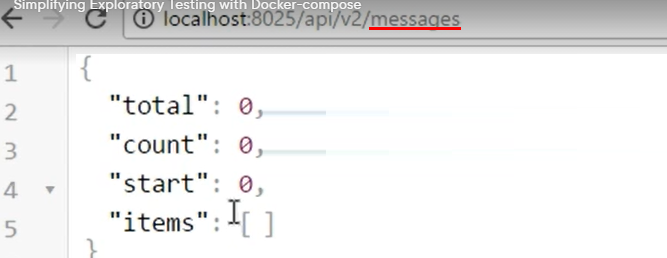 Simplifying Exploratory Testing with Docker-compose
localhost:8025/api/v2/messages
1 {
2 "total": 0,
3 "count": 0,
4 "start": 0,
5 "items": [ ]
}